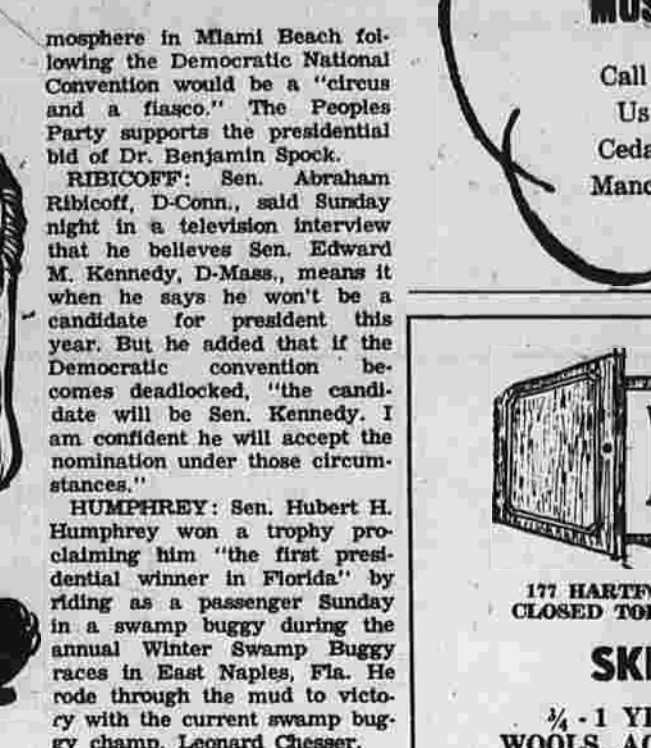 mosphere in Miami Beach fol-
lowing the Democratic National
Convention would be a "circus
and a fiasco." The Peoples
Party supports the presidential
bid of Dr. Benjamin Spock.
RIBICOFF: Sen. Abraham
Ribicoff, D-Conn., said Sunday
night in a television interview
that he believes Sen. Edward
M. Kennedy, D-Mass., means it
when he says he won't be a
candidate for president this
year. But he added that if the
Democratic convention be-
comes deadlocked, "the candi-
date will be Sen. Kennedy. I
am confident he will accept the
nomination under those circum-
stances."
HUMPHREY: Sen. Hubert H.
Humphrey won a trophy pro-
claiming him "the first presi-
dential winner in Florida" by
riding as a passenger Sunday
in a swamp buggy during the
annual Winter Swamp Buggy
races in East Naples, Fla. He
rode through the mud to victo-
ry with the current swamp bug-
gy champ, Leonard Chesser.
Call
Us
177
CLOSED
¾ - 1
WOOLS